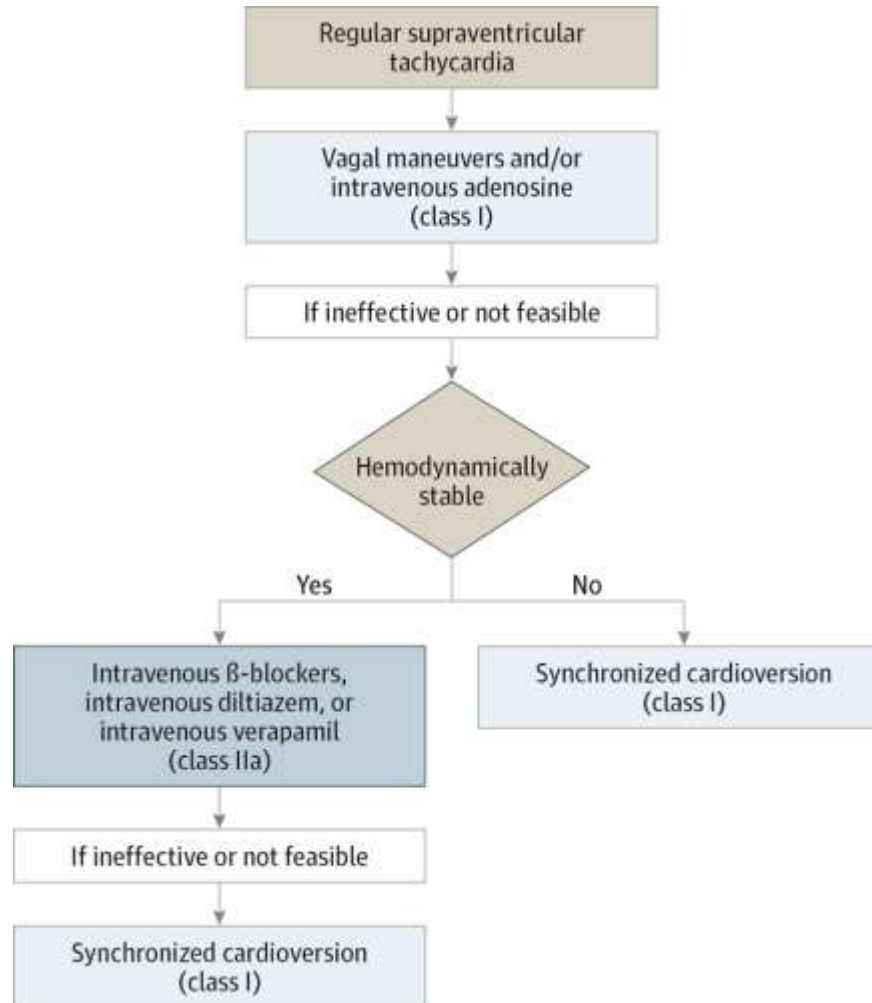 Regular supraventricular
tachycardia
Vagal maneuvers and/or
intravenous adenosine
(class I)
If ineffective or not feasible
Hemodynamically
stable
Yes
No
Intravenous ß-blockers,
intravenous diltiazem, or
intravenous verapamil
(class IIa)
Synchronized cardioversion
(class I)
If ineffective or not feasible
Synchronized cardioversion
(class I)